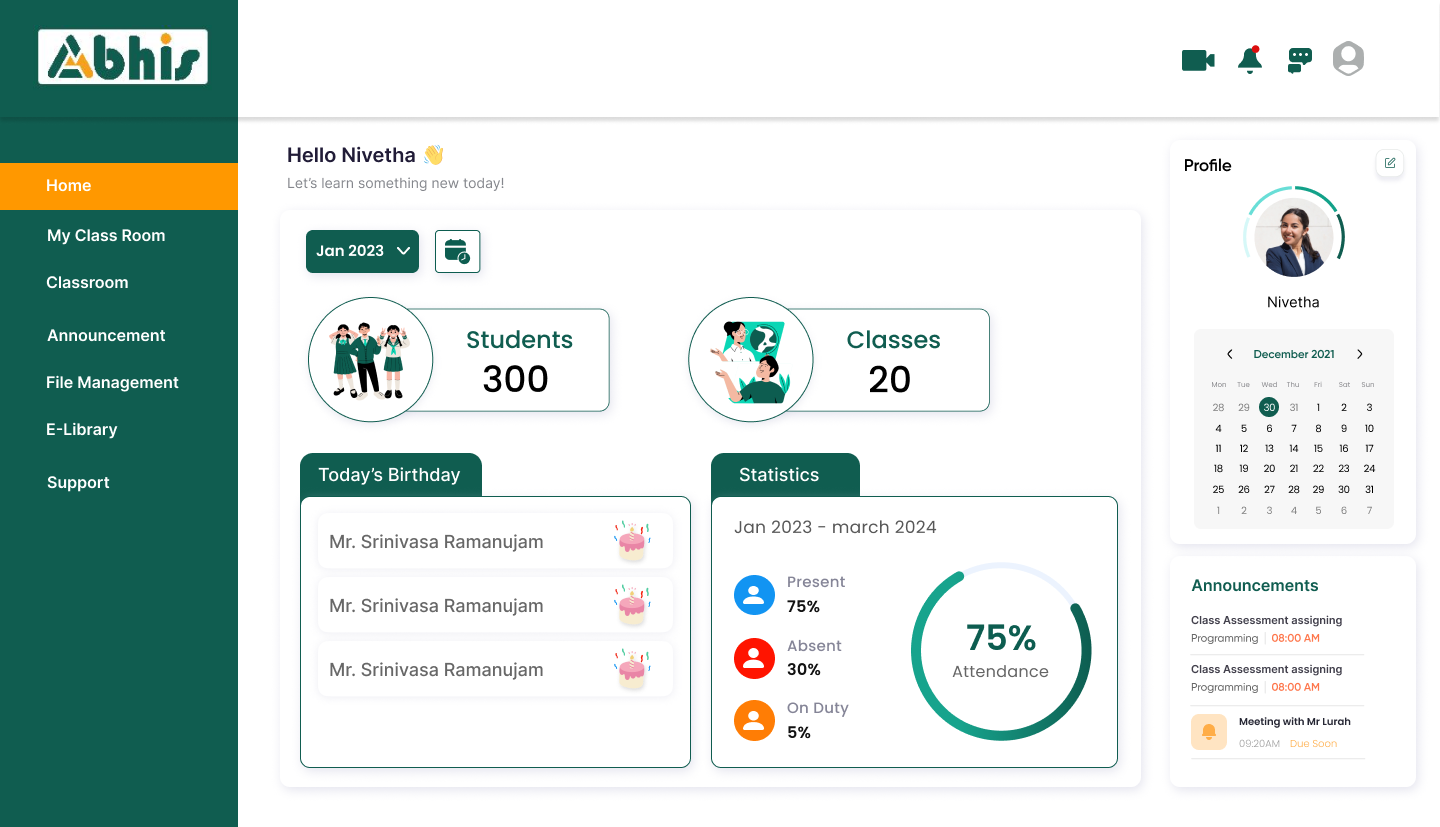 Abhis
Home
My Class Room
Classroom
Announcement
File Management
E-Library
Support
Hello Nivetha 👋
Let's learn something new today!
Jan 2023
Students
300
Classes
20
Today's Birthday
Mr. Srinivasa Ramanujam
Mr. Srinivasa Ramanujam
Mr. Srinivasa Ramanujam
Statistics
Jan 2023 - march 2024
Present
75%
Absent
30%
On Duty
5%
75%
Attendance
Profile
Nivetha
December 2021
Mon Tue Wed Thu Fri Sat Sun
28 29 30 31 1 2 3
4 5 6 7 8 9 10
11 12 13 14 15 16 17
18 19 20 21 22 23 24
25 26 27 28 29 30 31
1 2 3 4 5 6 7
Announcements
Class Assessment assigning
Programming | 08:00 AM
Class Assessment assigning
Programming | 08:00 AM
Meeting with Mr Lurah
09:20AM Due Soon